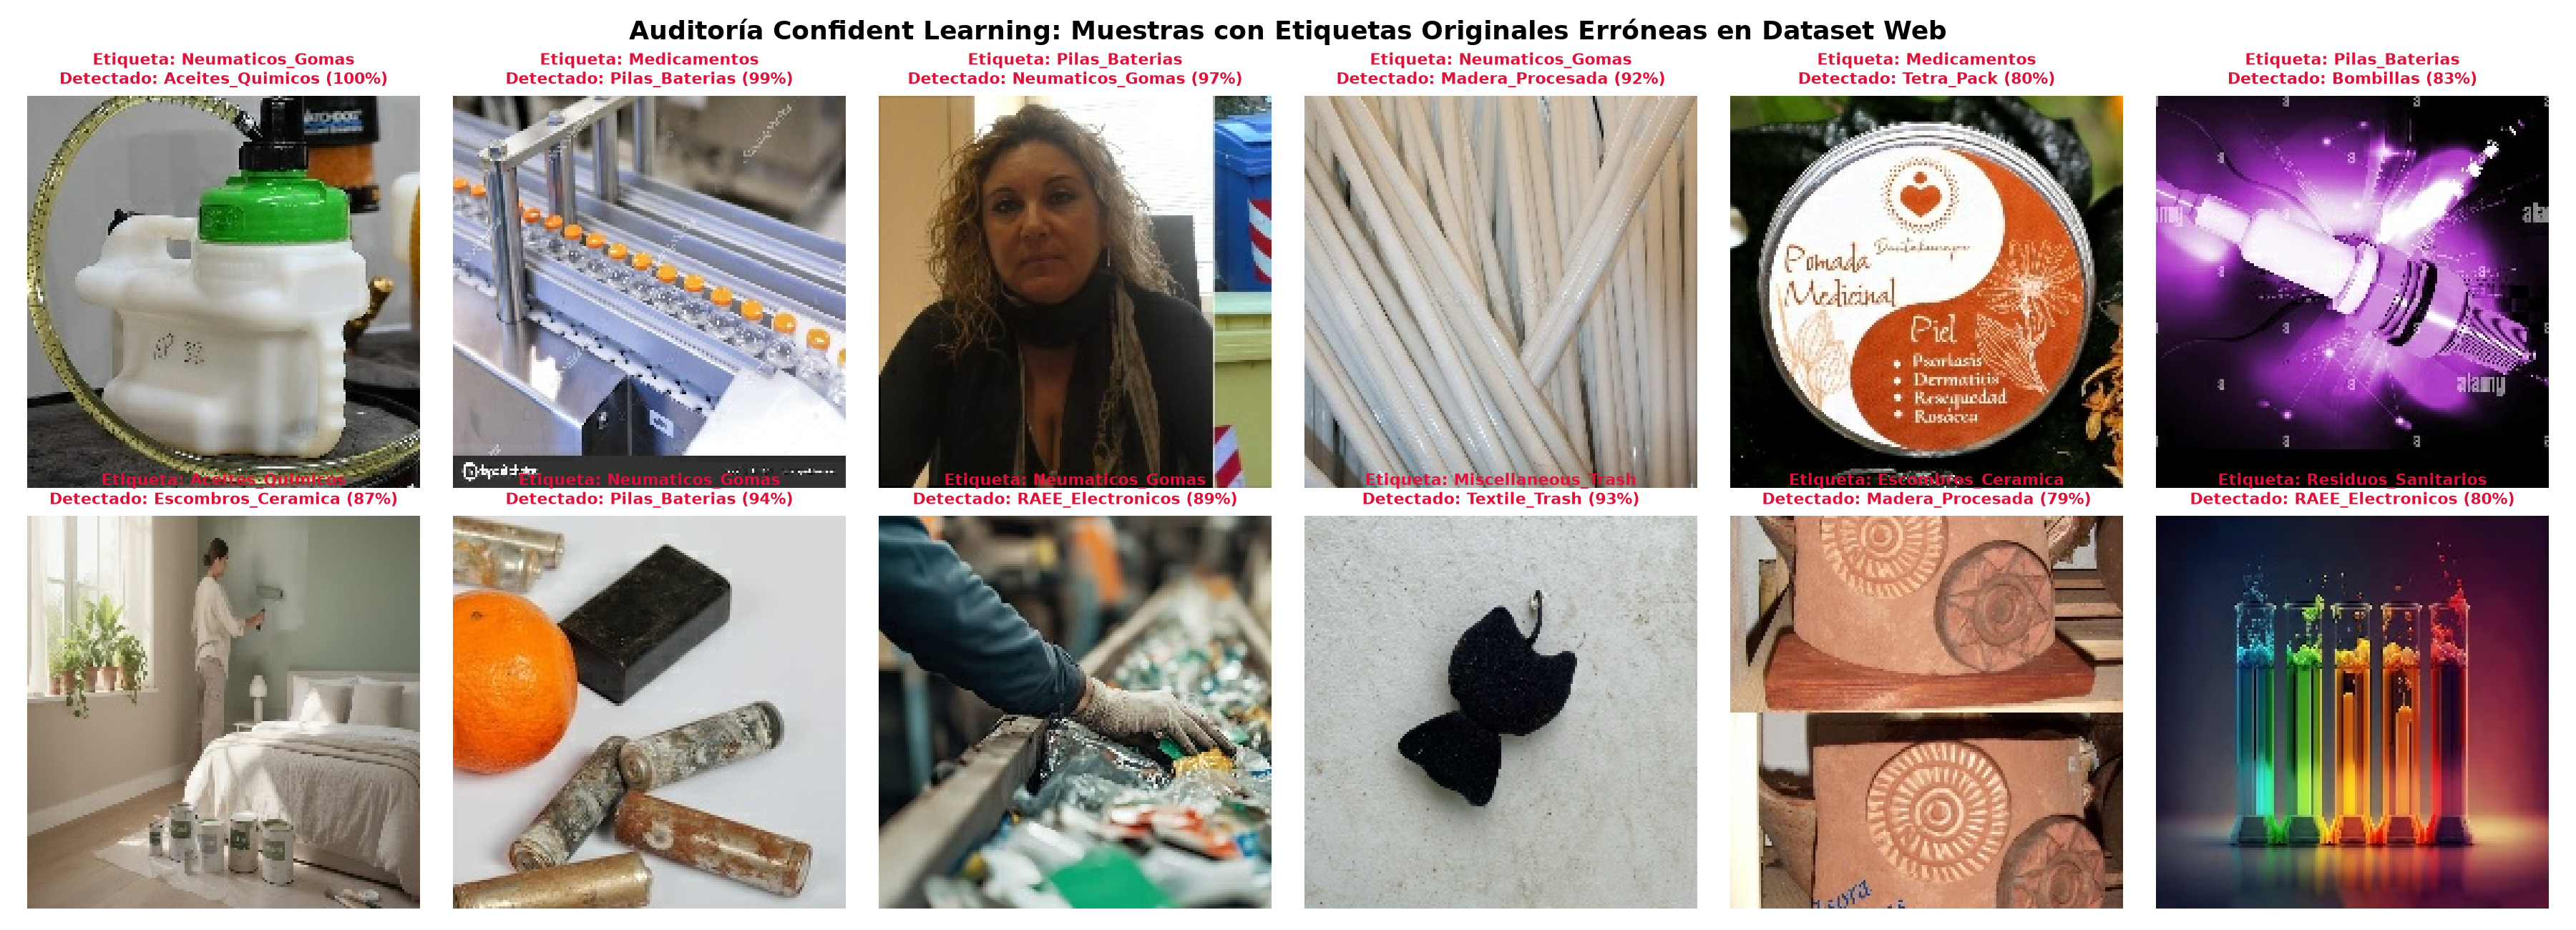 Auditoría Confident Learning: Muestras con Etiquetas Originales Erróneas en Dataset Web
Etiqueta: Neumaticos_Gomas
Detectado: Aceites_Quimicos (100%)
Etiqueta: Medicamentos
Detectado: Pilas_Baterias (99%)
Etiqueta: Pilas_Baterias
Detectado: Neumaticos_Gomas (97%)
Etiqueta: Neumaticos_Gomas
Detectado: Madera_Procesada (92%)
Etiqueta: Medicamentos
Detectado: Tetra_Pack (80%)
Etiqueta: Pilas_Baterias
Detectado: Bombillas (83%)
Pomada
Medicinal
Piel
Psoriasis
Dermatitis
Resequedad
Rosácea
a
a
a
a
alamy
Etiqueta: Aceites_Quimicos
Detectado: Escombros_Ceramica (87%)
Etiqueta: Neumaticos_Gomas
Detectado: Pilas_Baterias (94%)
Etiqueta: Neumaticos_Gomas
Detectado: RAEE_Electronicos (89%)
Etiqueta: Miscellaneous_Trash
Detectado: Textile_Trash (93%)
Etiqueta: Escombros_Ceramica
Detectado: Madera_Procesada (79%)
Etiqueta: Residuos_Sanitarios
Detectado: RAEE_Electronicos (80%)